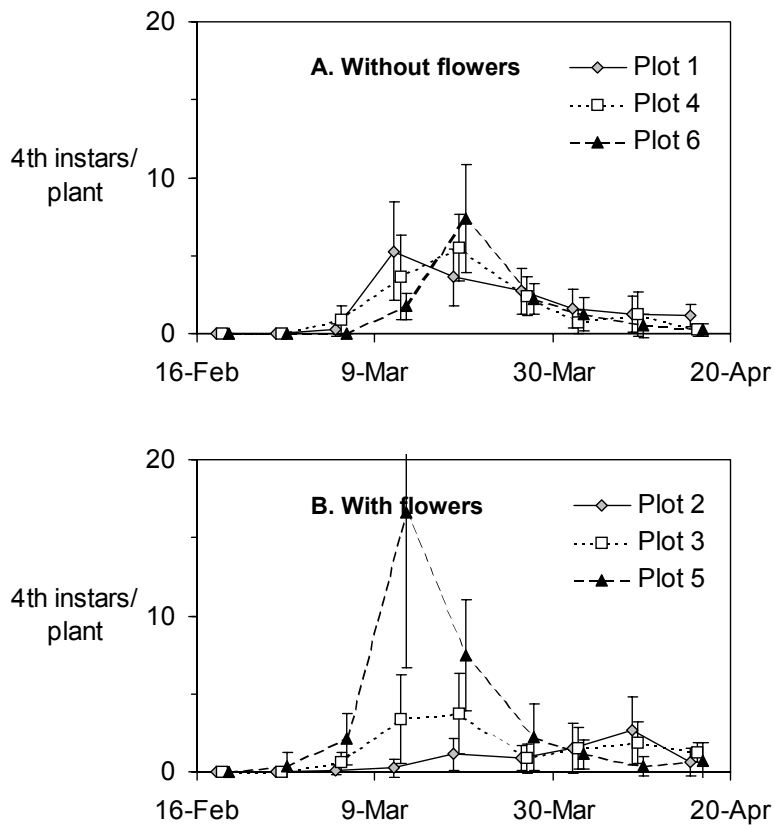 20
A. Without flowers
Plot 1
Plot 4
Plot 6
4th instars/
plant
10
0
16-Feb 9-Mar 30-Mar 20-Apr
20
B. With flowers
Plot 2
Plot 3
Plot 5
4th instars/
plant
10
0
16-Feb 9-Mar 30-Mar 20-Apr